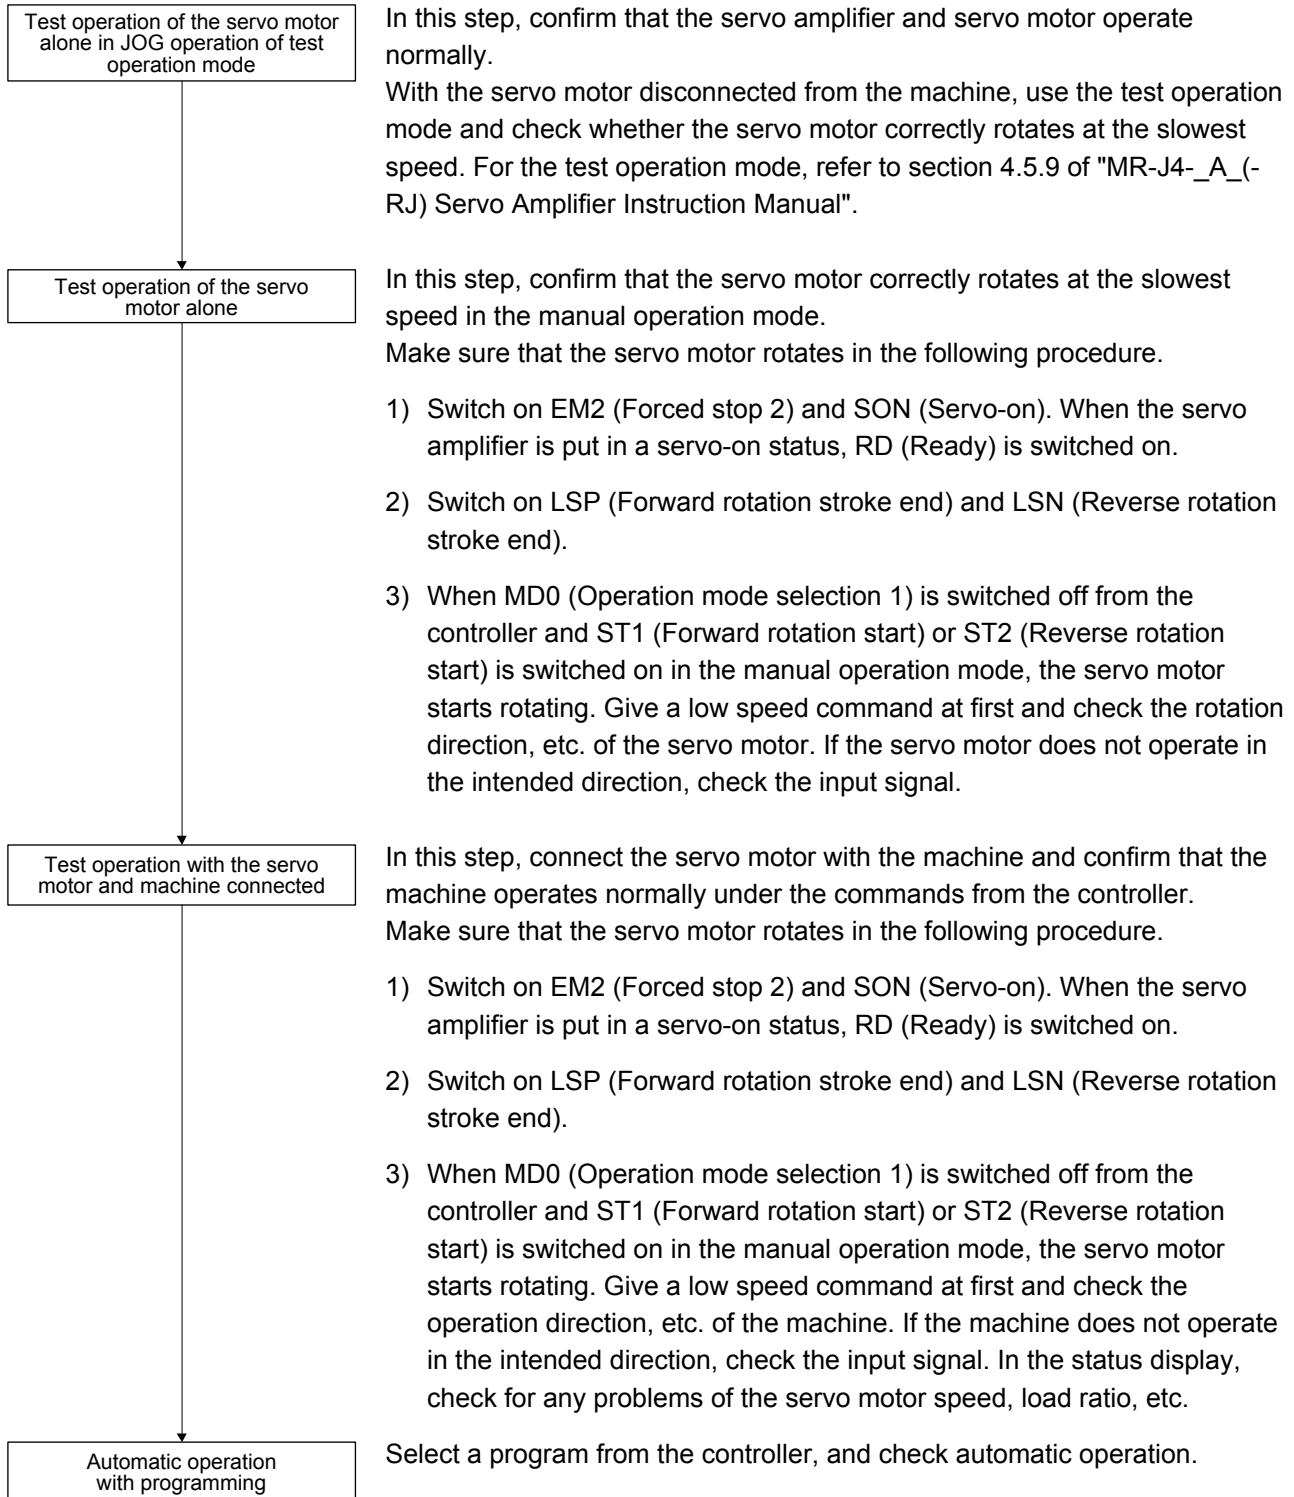 Test operation of the servo motor
alone in JOG operation of test
operation mode
In this step, confirm that the servo amplifier and servo motor operate
normally.
With the servo motor disconnected from the machine, use the test operation
mode and check whether the servo motor correctly rotates at the slowest
speed. For the test operation mode, refer to section 4.5.9 of "MR-J4-_A_(-
RJ) Servo Amplifier Instruction Manual".
Test operation of the servo
motor alone
In this step, confirm that the servo motor correctly rotates at the slowest
speed in the manual operation mode.
Make sure that the servo motor rotates in the following procedure.
1) Switch on EM2 (Forced stop 2) and SON (Servo-on). When the servo
amplifier is put in a servo-on status, RD (Ready) is switched on.
2) Switch on LSP (Forward rotation stroke end) and LSN (Reverse rotation
stroke end).
3) When MD0 (Operation mode selection 1) is switched off from the
controller and ST1 (Forward rotation start) or ST2 (Reverse rotation
start) is switched on in the manual operation mode, the servo motor
starts rotating. Give a low speed command at first and check the rotation
direction, etc. of the servo motor. If the servo motor does not operate in
the intended direction, check the input signal.
Test operation with the servo
motor and machine connected
In this step, connect the servo motor with the machine and confirm that the
machine operates normally under the commands from the controller.
Make sure that the servo motor rotates in the following procedure.
1) Switch on EM2 (Forced stop 2) and SON (Servo-on). When the servo
amplifier is put in a servo-on status, RD (Ready) is switched on.
2) Switch on LSP (Forward rotation stroke end) and LSN (Reverse rotation
stroke end).
3) When MD0 (Operation mode selection 1) is switched off from the
controller and ST1 (Forward rotation start) or ST2 (Reverse rotation
start) is switched on in the manual operation mode, the servo motor
starts rotating. Give a low speed command at first and check the
operation direction, etc. of the machine. If the machine does not operate
in the intended direction, check the input signal. In the status display,
check for any problems of the servo motor speed, load ratio, etc.
Automatic operation
with programming
Select a program from the controller, and check automatic operation.